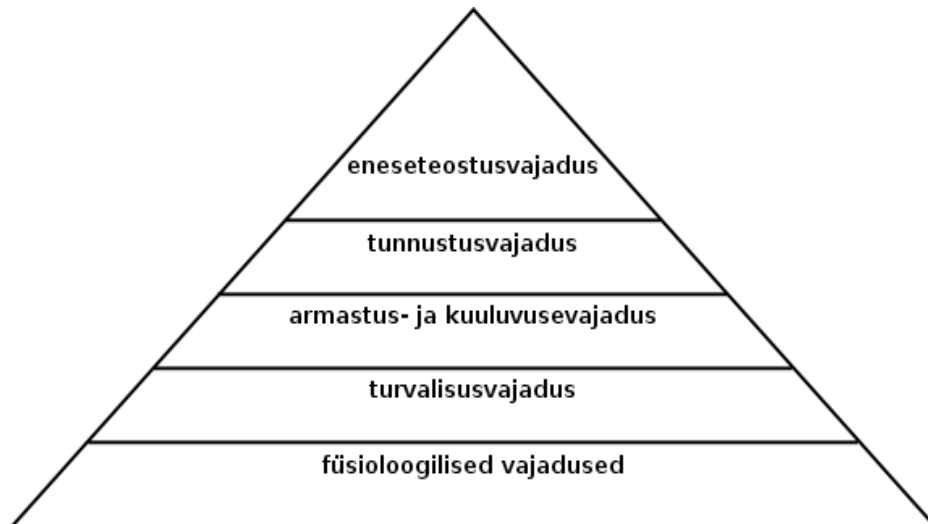 eneseteostusvajadus
tunnustusvajadus
armastus- ja kuuluvusevajadus
turvalisusvajadus
füsioloogilised vajadused